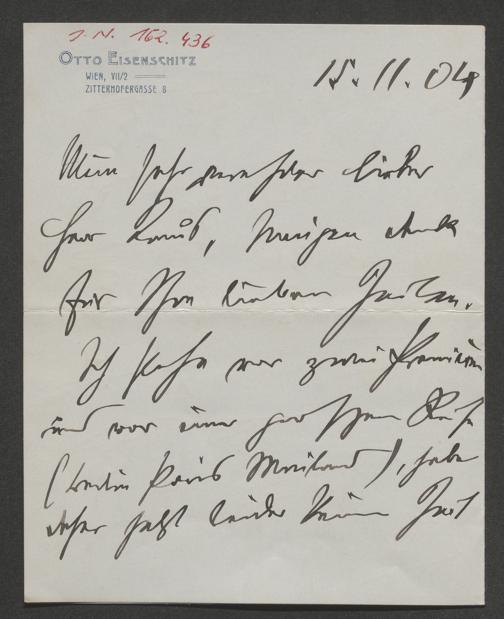 J. N. 162.436
OTTO EISENSCHITZ
WIEN, VII/2
ZITTERHOFERGASSE 8
15. 11. 04
Mein sehr verehrter lieber
Herr Kraus, innigen Dank
für Ihre lieben Zeilen.
Ich stehe vor zwei Premièren
und vor einer großen Reise
(Berlin Paris Mailand), habe
daher jetzt leider keine Zeit